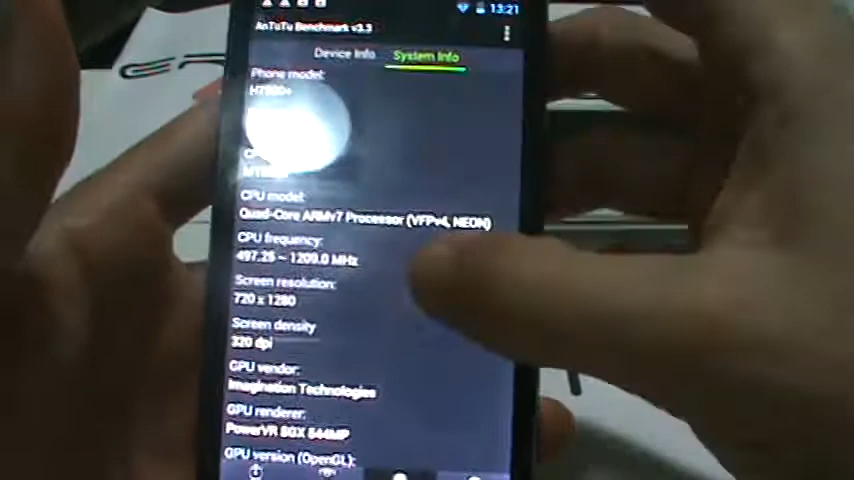 13:21
AnTuTu Benchmark v3.3
Device Info System Info
Phone model:
CPU model:
Quad-Core ARMv7 Processor (VFPv4, NEON)
CPU frequency:
497.25 ~ 1209.0 MHz
Screen resolution:
720 x 1280
Screen density:
320 dpi
GPU vendor:
Imagination Technologies
GPU renderer:
PowerVR SGX 544MP
GPU version (OpenGL):